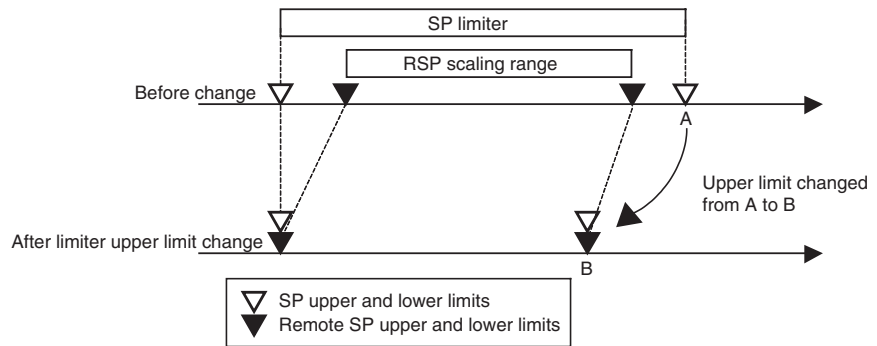 SP limiter
RSP scaling range
Before change
A
Upper limit changed
from A to B
After limiter upper limit change
B
SP upper and lower limits
Remote SP upper and lower limits